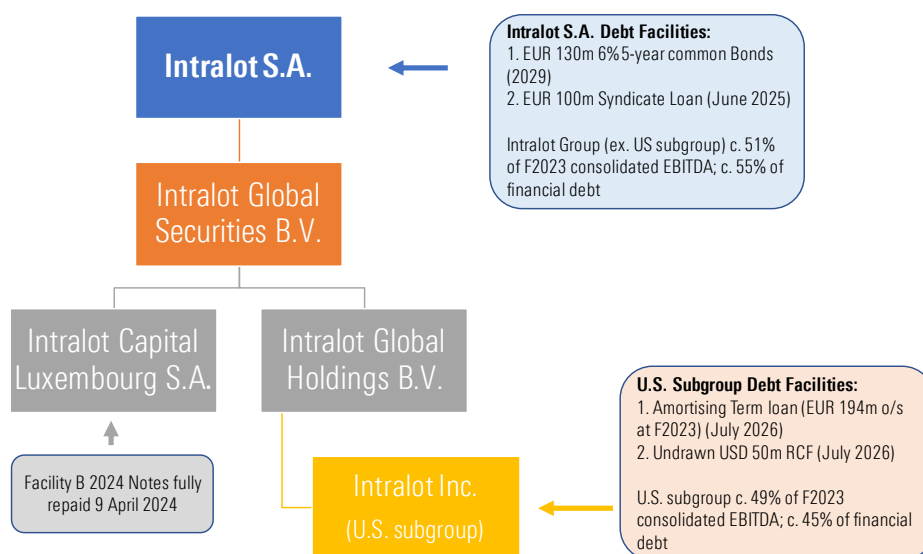 Intralot S.A.
Intralot S.A. Debt Facilities:
1. EUR 130m 6%5-year common Bonds
(2029)
2. EUR 100m Syndicate Loan (June 2025)
Intralot Group (ex. US subgroup) c. 51%
of F2023 consolidated EBITDA; c. 55% of
financial debt
Intralot Global
Securities B.V.
Intralot Capital
Luxembourg S.A.
Intralot Global
Holdings B.V.
Facility B 2024 Notes fully
repaid 9 April 2024
Intralot Inc.
(U.S. subgroup)
U.S. Subgroup Debt Facilities:
1. Amortising Term loan (EUR 194m o/s
at F2023) (July 2026)
2. Undrawn USD 50m RCF (July 2026)
U.S. subgroup c. 49% of F2023
consolidated EBITDA; c. 45% of financial
debt